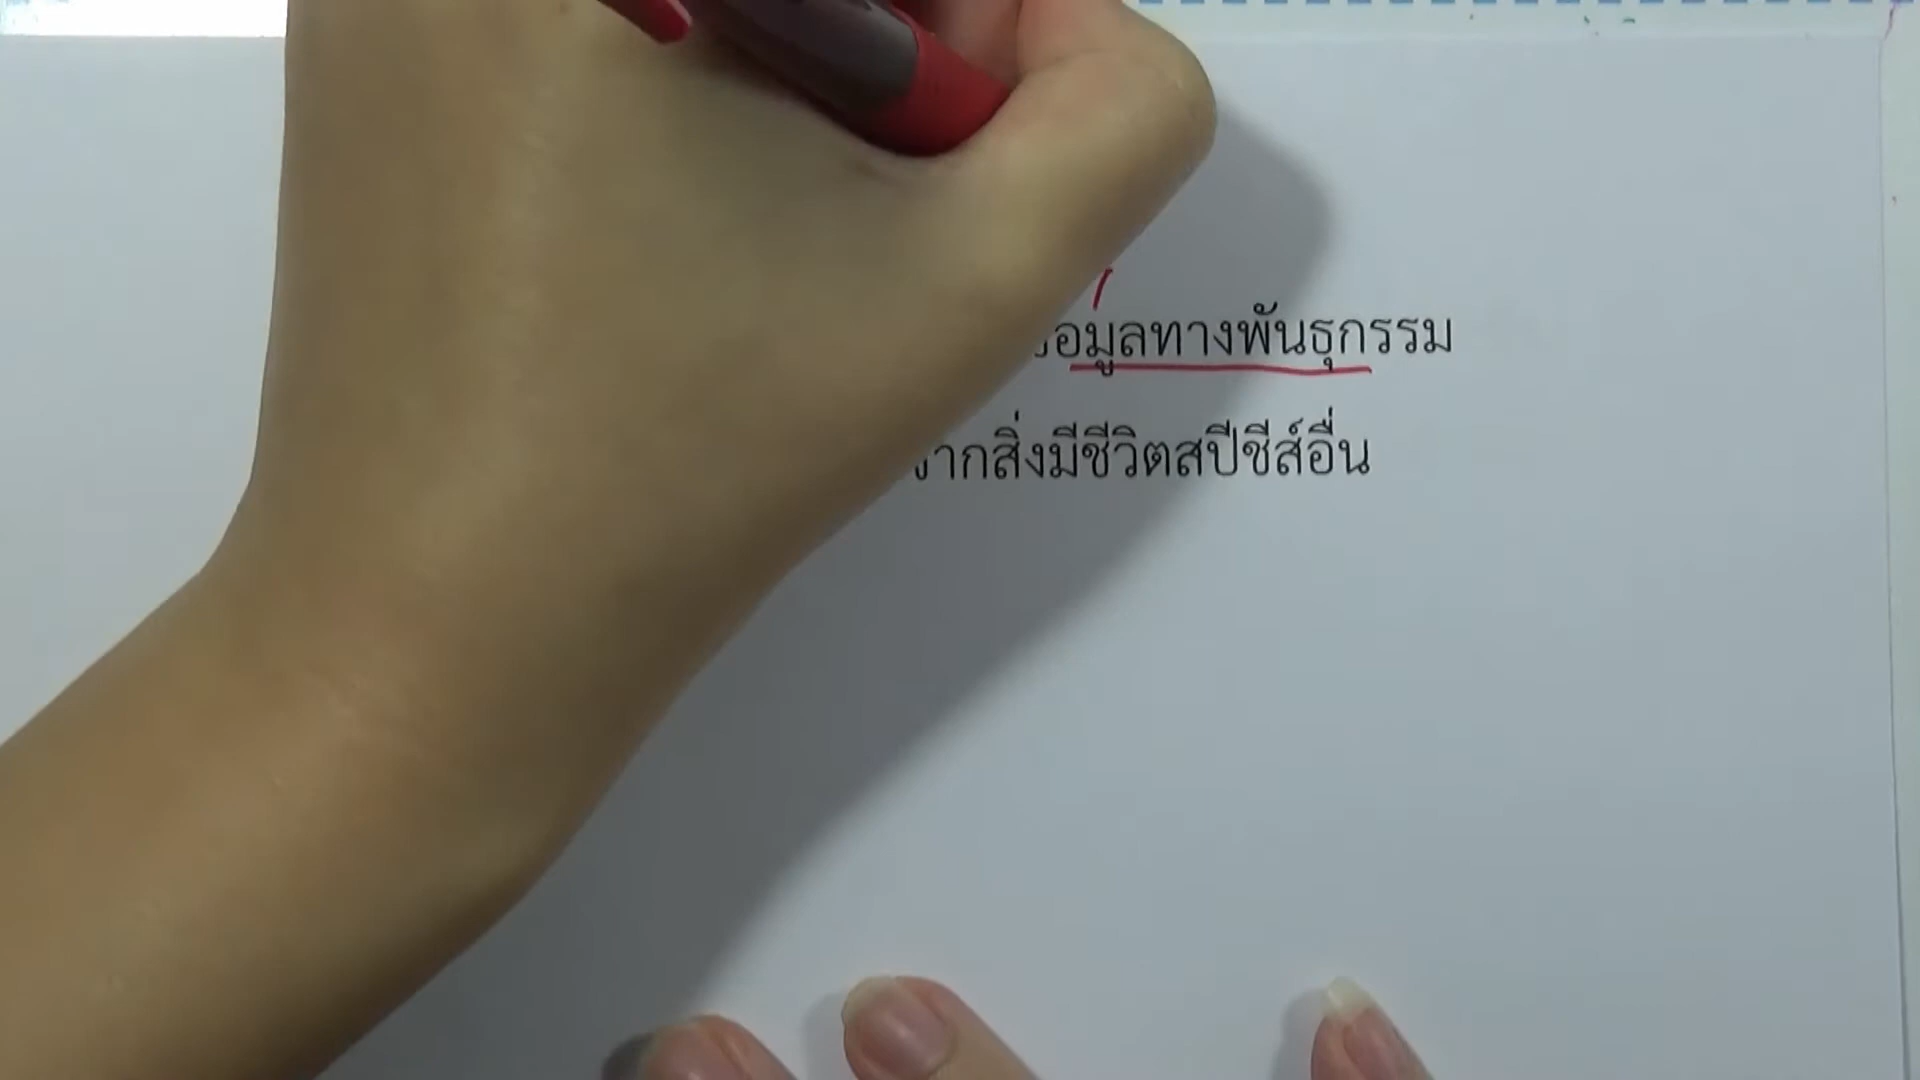 ข้อมูลทางพันธุกรรม
จากสิ่งมีชีวิตสปีชีส์อื่น